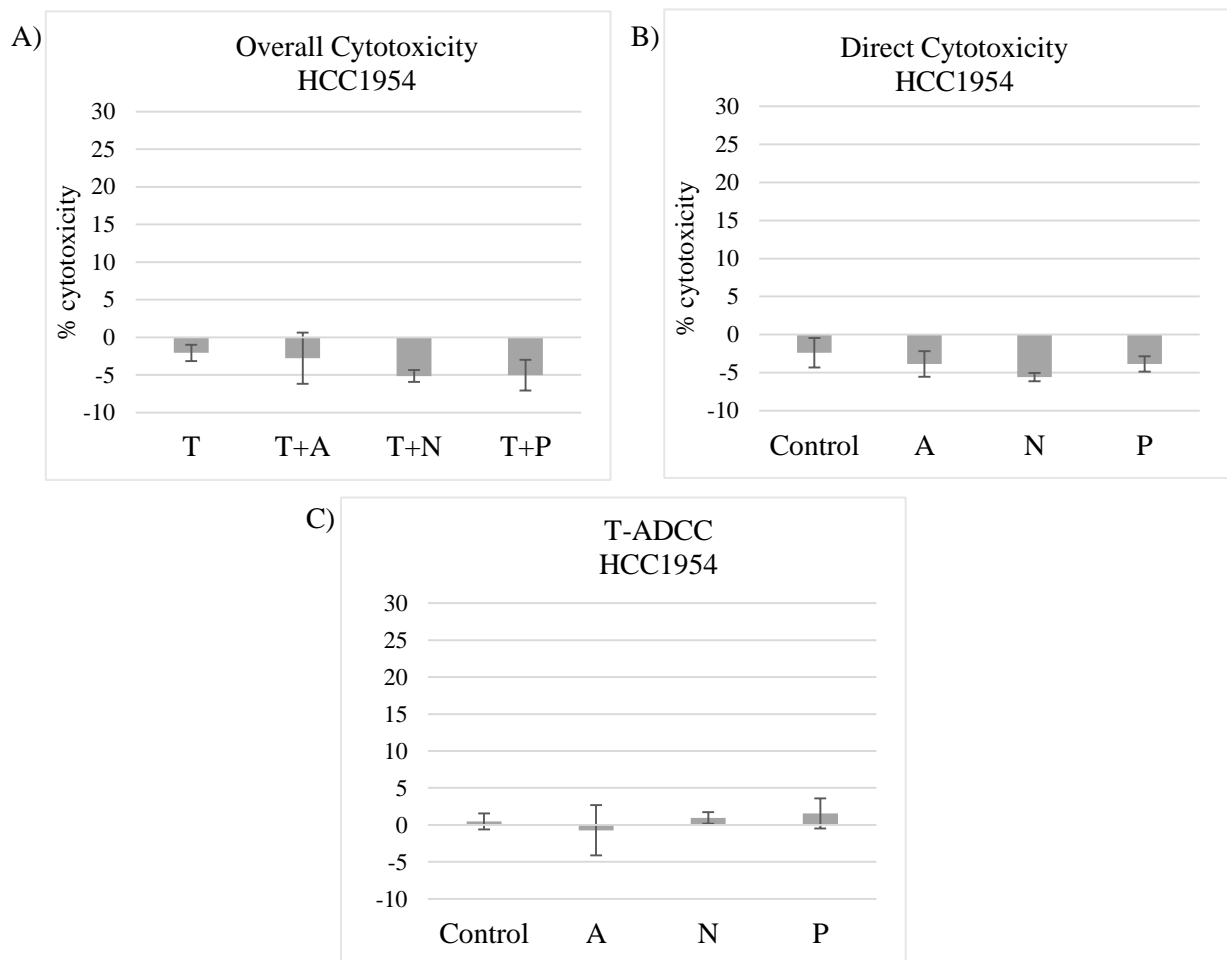 A)
Overall Cytotoxicity
HCC1954
% cytotoxicity
30
25
20
15
10
5
0
-5
-10
T T+A T+N T+P
B)
Direct Cytotoxicity
HCC1954
% cytotoxicity
30
25
20
15
10
5
0
-5
-10
Control A N P
C)
T-ADCC
HCC1954
30
25
20
15
10
5
0
-5
-10
Control A N P